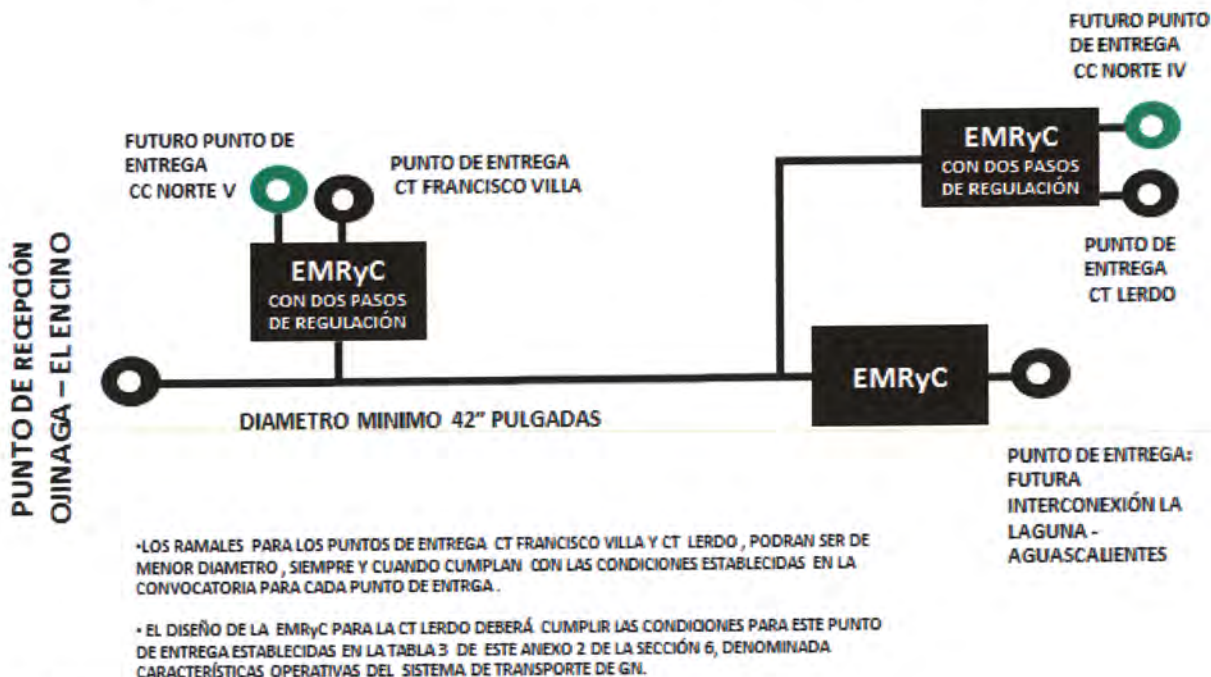 FUTURO PUNTO
DE ENTREGA
CC NORTE IV
EMRyC
CON DOS PASOS
DE REGULACIÓN
FUTURO PUNTO DE
ENTREGA
CC NORTE V
PUNTO DE ENTREGA
CT FRANCISCO VILLA
PUNTO DE
ENTREGA
CT LERDO
EMRyC
CON DOS PASOS
DE REGULACIÓN
PUNTO DE RECEPCIÓN
OJINAGA – EL ENCINO
EMRyC
DIAMETRO MINIMO 42" PULGADAS
PUNTO DE ENTREGA:
FUTURA
INTERCONEXIÓN LA
LAGUNA -
AGUASCALIENTES
•LOS RAMALES PARA LOS PUNTOS DE ENTREGA CT FRANCISCO VILLA Y CT LERDO , PODRAN SER DE
MENOR DIAMETRO , SIEMPRE Y CUANDO CUMPLAN CON LAS CONDICIONES ESTABLECIDAS EN LA
CONVOCATORIA PARA CADA PUNTO DE ENTRGA .
• EL DISEÑO DE LA EMRyC PARA LA CT LERDO DEBERÁ CUMPLIR LAS CONDICIONES PARA ESTE PUNTO
DE ENTREGA ESTABLECIDAS EN LA TABLA 3 DE ESTE ANEXO 2 DE LA SECCIÓN 6, DENOMINADA
CARACTERÍSTICAS OPERATIVAS DEL SISTEMA DE TRANSPORTE DE GN.